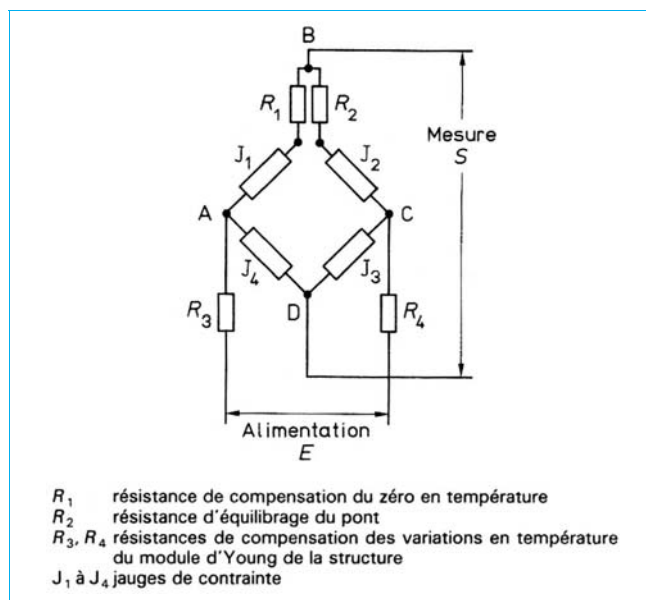 B
R1 R2
Mesure
S
J1 J2
A C
J4 J3
R3 D R4
Alimentation
E
R1 résistance de compensation du zéro en température
R2 résistance d'équilibrage du pont
R3, R4 résistances de compensation des variations en température
du module d'Young de la structure
J1 à J4 jauges de contrainte